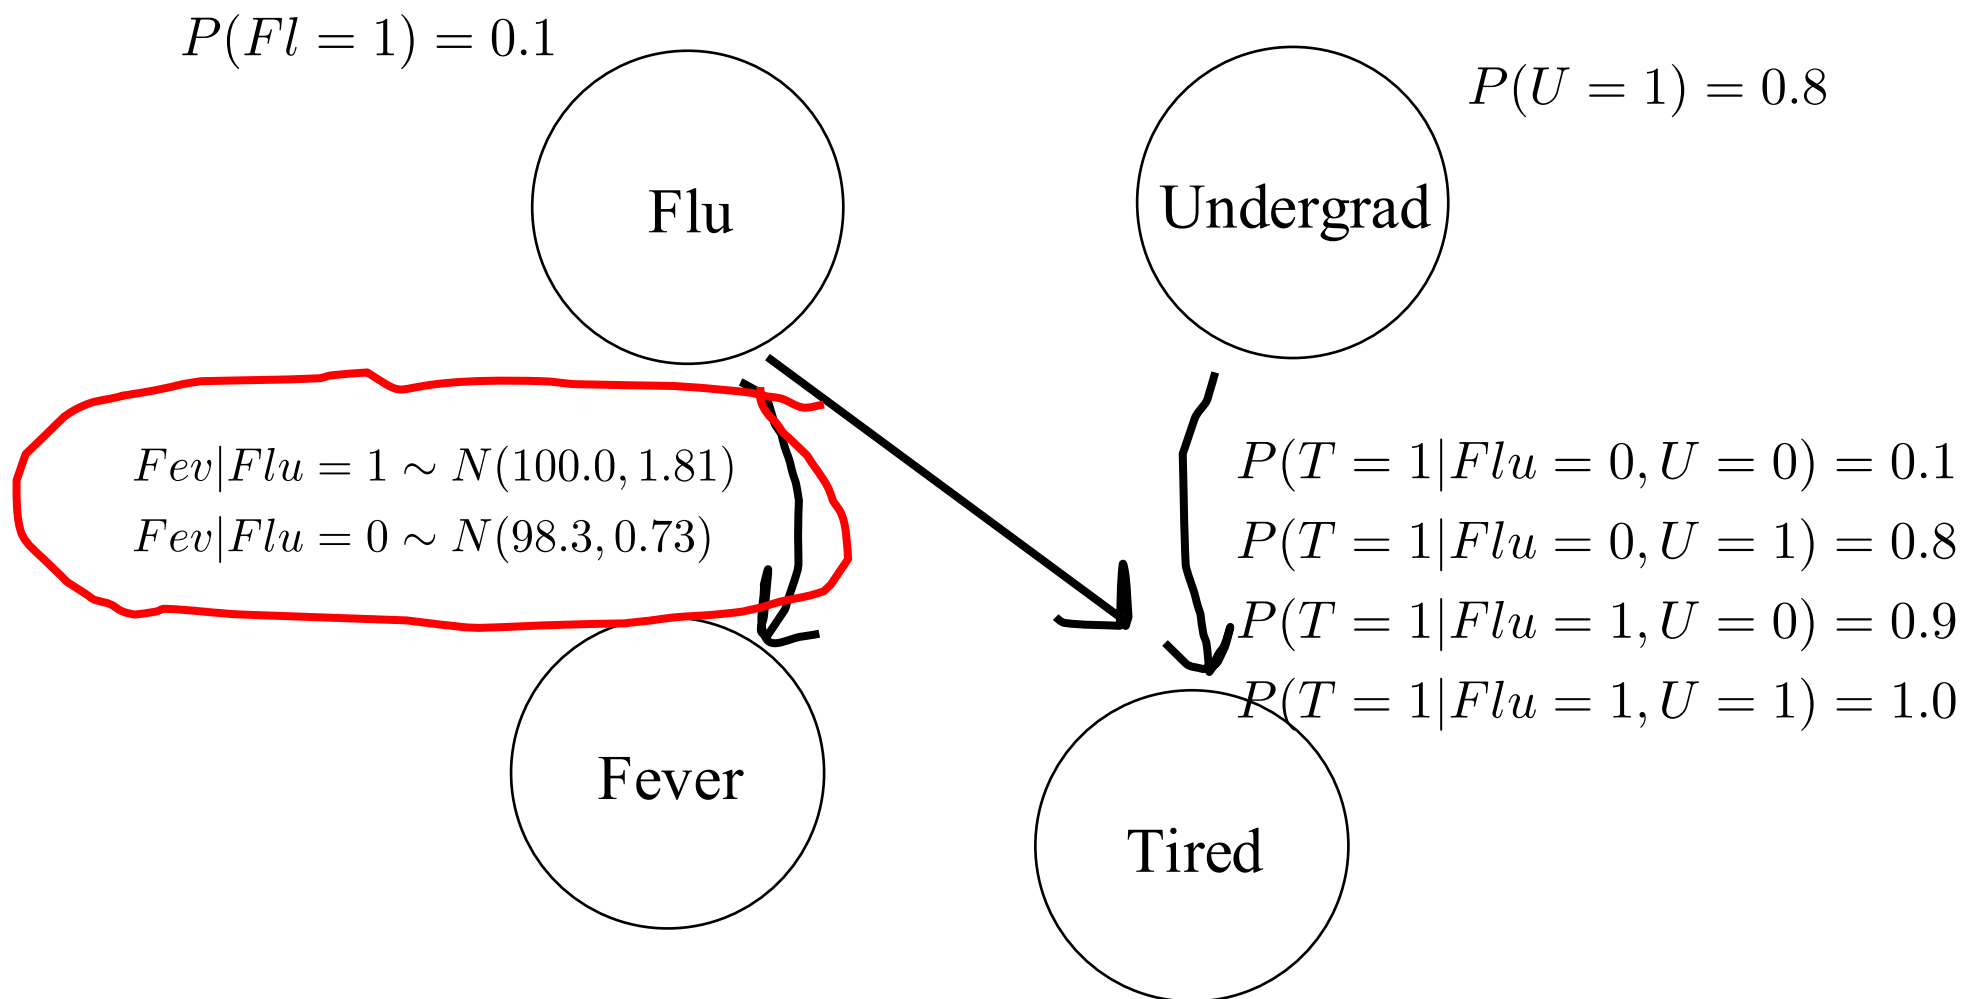 P(Fl = 1) = 0.1
P(U = 1) = 0.8
Flu
Undergrad
Fev|Flu = 1 ∼ N(100.0, 1.81)
Fev|Flu = 0 ∼ N(98.3, 0.73)
P(T = 1|Flu = 0, U = 0) = 0.1
P(T = 1|Flu = 0, U = 1) = 0.8
P(T = 1|Flu = 1, U = 0) = 0.9
P(T = 1|Flu = 1, U = 1) = 1.0
Fever
Tired